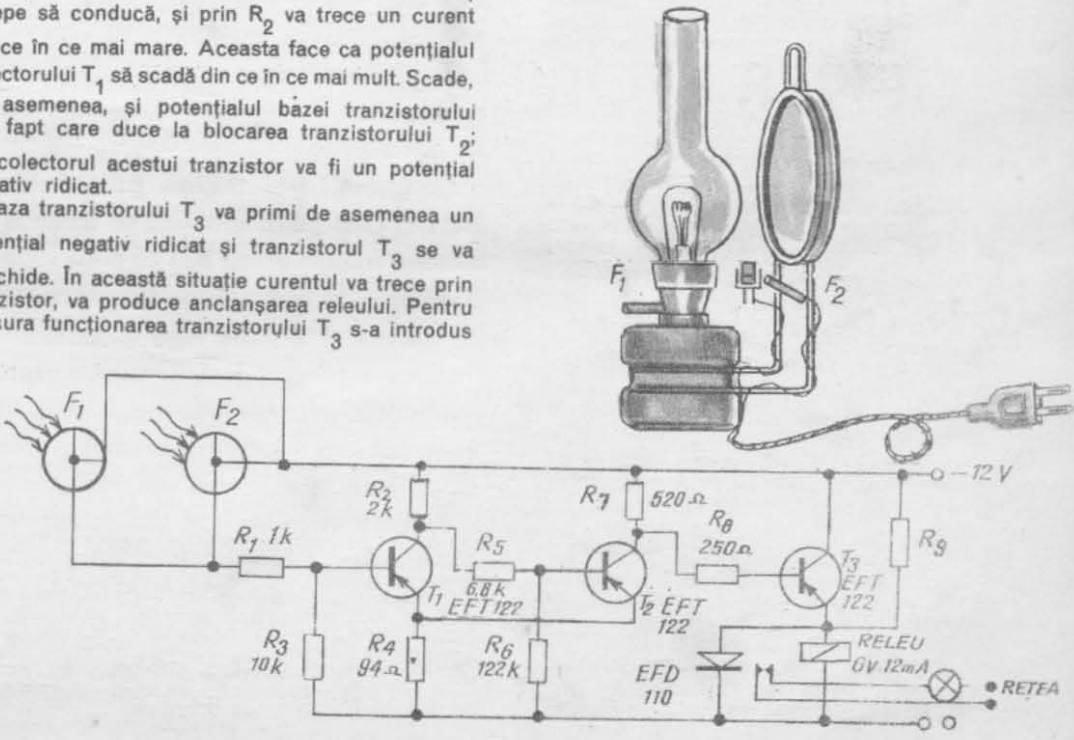 epe să conducă, și prin R2 va trece un curent
ce în ce mai mare. Aceasta face ca potențialul
ectorului T1 să scadă din ce în ce mai mult. Scade,
asemenea, și potențialul bazei tranzistorului
fapt care duce la blocarea tranzistorului T2;
colectorul acestui tranzistor va fi un potențial
ativ ridicat.
aza tranzistorului T3 va primi de asemenea un
ențial negativ ridicat și tranzistorul T3 se va
chide. În această situație curentul va trece prin
zistor, va produce anclanșarea releului. Pentru
sura funcționarea tranzistorului T3 s-a introdus
F1
F2
F1
F2
-12 V
R2
2k
R7
520 Ω
R8
250 Ω
R9
R1 1k
R5
6,8k
T1
EFT 122
T2 EFT
122
T3
EFT
122
R3
10k
R4
94 Ω
R6
122k
EFD
110
RELEU
6V 12mA
REȚEA